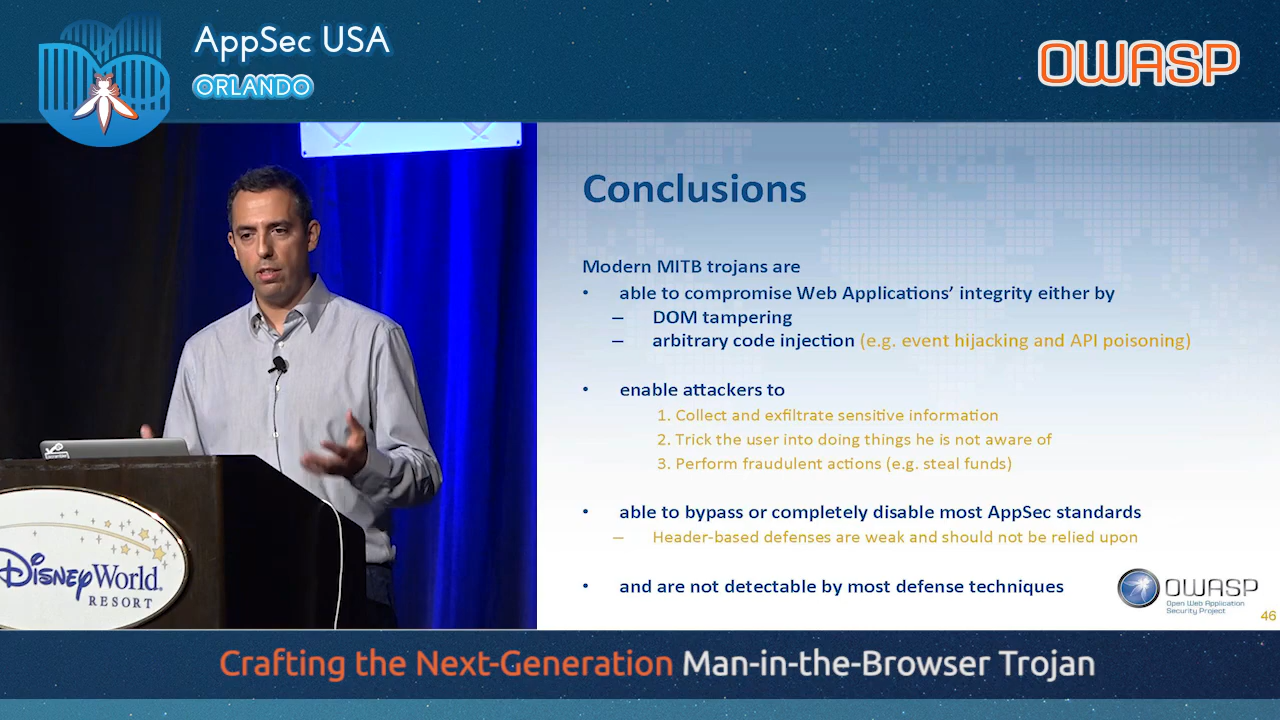 AppSec USA
ORLANDO
OWASP
Conclusions
Modern MITB trojans are
• able to compromise Web Applications’ integrity either by
– DOM tampering
– arbitrary code injection (e.g. event hijacking and API poisoning)
• enable attackers to
1. Collect and exfiltrate sensitive information
2. Trick the user into doing things he is not aware of
3. Perform fraudulent actions (e.g. steal funds)
• able to bypass or completely disable most AppSec standards
– Header-based defenses are weak and should not be relied upon
• and are not detectable by most defense techniques
OWASP
Open Web Application
Security Project
46
DisneyWorld.
RESORT
Crafting the Next-Generation Man-in-the-Browser Trojan